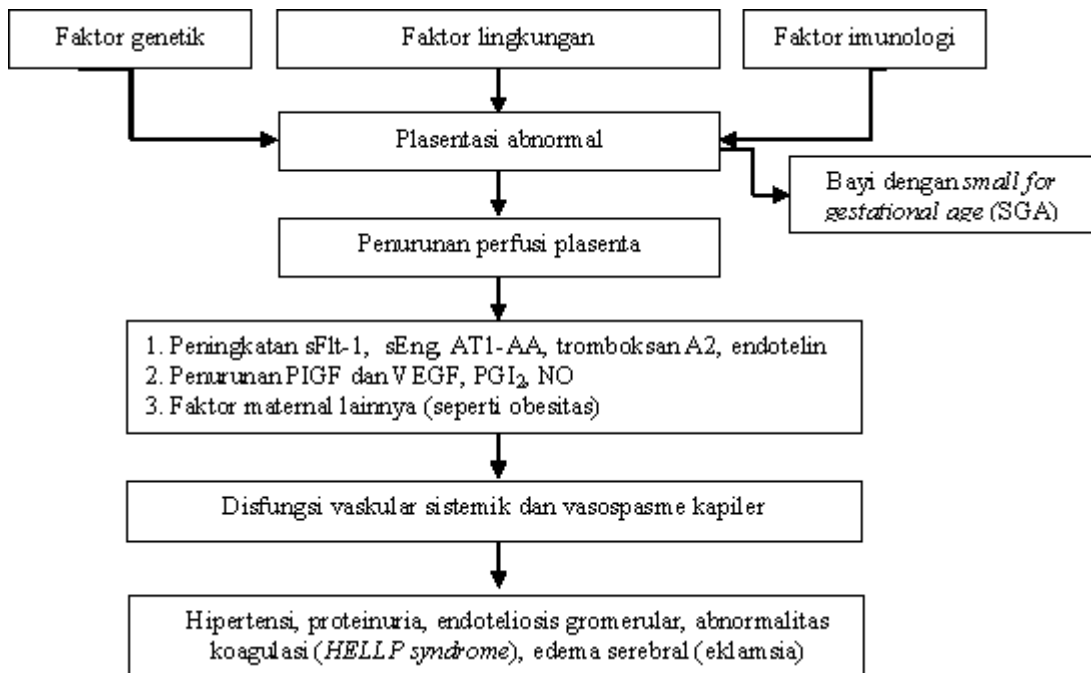 Faktor genetik
Faktor lingkungan
Faktor imunologi
Plasentasi abnormal
Bayi dengan small for
gestational age (SGA)
Penurunan perfusi plasenta
1. Peningkatan sFlt-1, sEng, AT1-AA, tromboksan A2, endotelin
2. Penurunan PIGF dan VEGF, PGI₂, NO
3. Faktor maternal lainnya (seperti obesitas)
Disfungsi vaskular sistemik dan vasospasme kapiler
Hipertensi, proteinuria, endoteliosis gromerular, abnormalitas
koagulasi (HELLP syndrome), edema serebral (eklamsia)